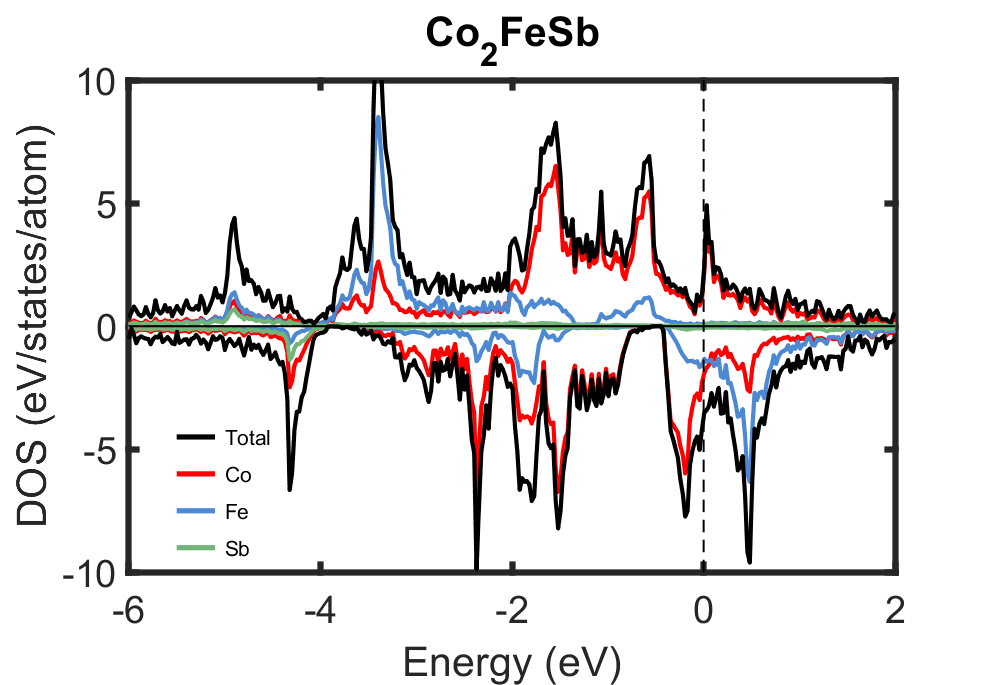 Co2FeSb
DOS (eV/states/atom)
10
5
0
-5
-10
Total
Co
Fe
Sb
-6 -4 -2 0 2
Energy (eV)